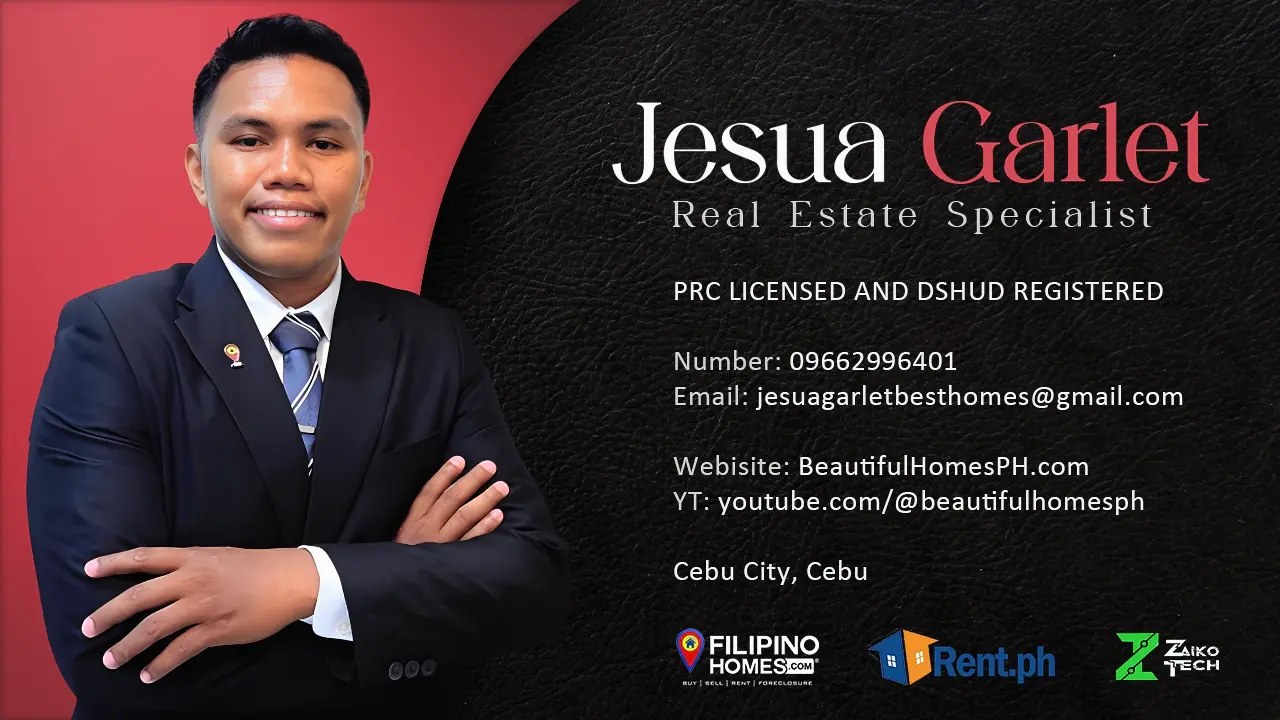 Jesua Garlet
Real Estate Specialist
PRC LICENSED AND DSHUD REGISTERED
Number: 09662996401
Email: jesuagarletbesthomes@gmail.com
Webisite: BeautifulHomesPH.com
YT: youtube.com/@beautifulhomesph
Cebu City, Cebu
FILIPINO
HOMES.COM®
BUY | SELL | RENT | FORECLOSURE
Rent.ph
ZAIKO
TECH